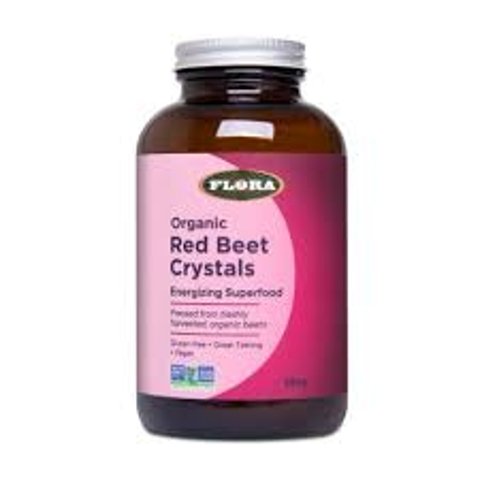 FLORA
Organic
Red Beet
Crystals
Energizing Superfood
Pressed from freshly
harvested organic beets
Gluten-free • Great Tasting
• Vegan